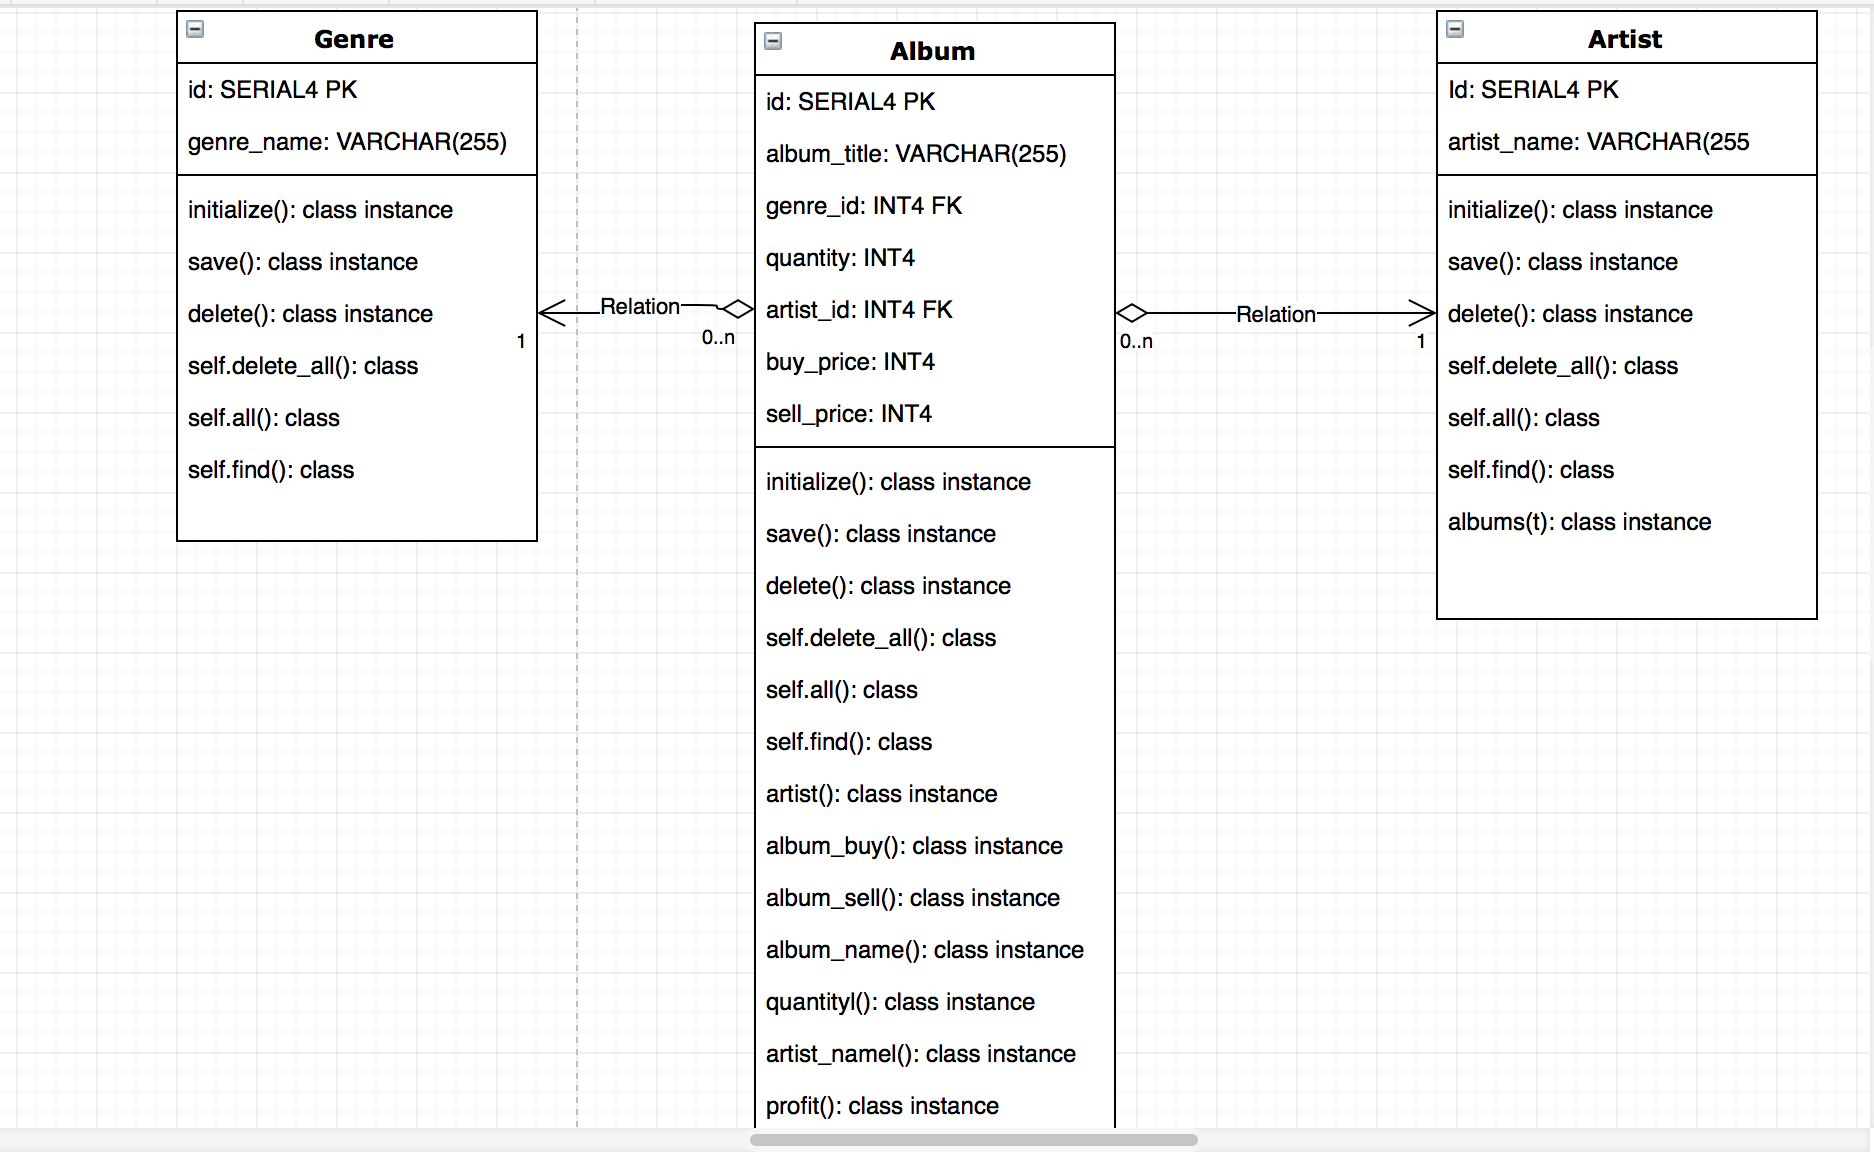 Genre
id: SERIAL4 PK
genre_name: VARCHAR(255)
initialize(): class instance
save(): class instance
delete(): class instance
self.delete_all(): class
self.all(): class
self.find(): class
Relation
1
0..n
Album
id: SERIAL4 PK
album_title: VARCHAR(255)
genre_id: INT4 FK
quantity: INT4
artist_id: INT4 FK
buy_price: INT4
sell_price: INT4
initialize(): class instance
save(): class instance
delete(): class instance
self.delete_all(): class
self.all(): class
self.find(): class
artist(): class instance
album_buy(): class instance
album_sell(): class instance
album_name(): class instance
quantityl(): class instance
artist_namel(): class instance
profit(): class instance
Relation
0..n
1
Artist
Id: SERIAL4 PK
artist_name: VARCHAR(255
initialize(): class instance
save(): class instance
delete(): class instance
self.delete_all(): class
self.all(): class
self.find(): class
albums(t): class instance